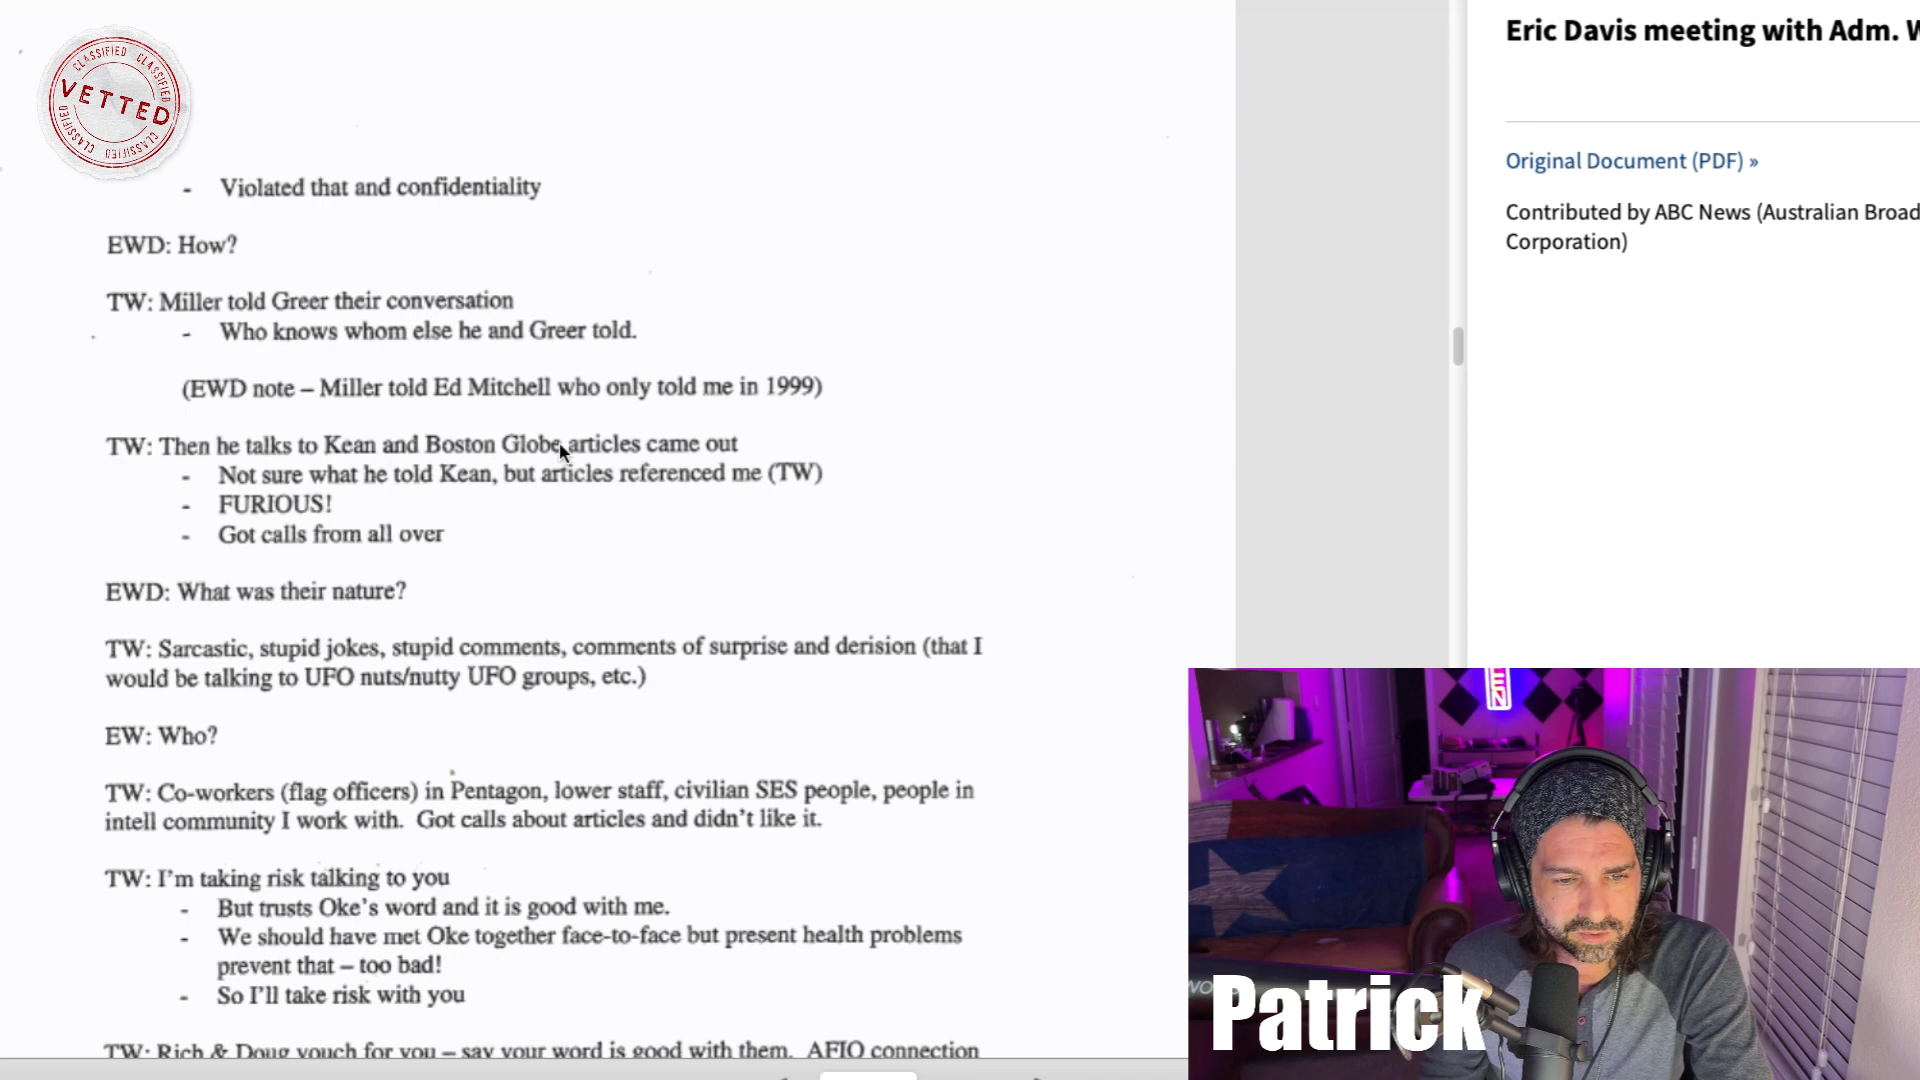 CLASSIFIED CLASSIFIED
VETTED
CLASSIFIED CLASSIFIED
- Violated that and confidentiality
EWD: How?
TW: Miller told Greer their conversation
- Who knows whom else he and Greer told.
(EWD note – Miller told Ed Mitchell who only told me in 1999)
TW: Then he talks to Kean and Boston Globe articles came out
- Not sure what he told Kean, but articles referenced me (TW)
- FURIOUS!
- Got calls from all over
EWD: What was their nature?
TW: Sarcastic, stupid jokes, stupid comments, comments of surprise and derision (that I
would be talking to UFO nuts/nutty UFO groups, etc.)
EW: Who?
TW: Co-workers (flag officers) in Pentagon, lower staff, civilian SES people, people in
intell community I work with. Got calls about articles and didn't like it.
TW: I'm taking risk talking to you
- But trusts Oke's word and it is good with me.
- We should have met Oke together face-to-face but present health problems
prevent that – too bad!
- So I'll take risk with you
TW: Rich & Doug vouch for you – say your word is good with them. AFIO connection
Eric Davis meeting with Adm. W
Original Document (PDF) »
Contributed by ABC News (Australian Broad
Corporation)
Patrick